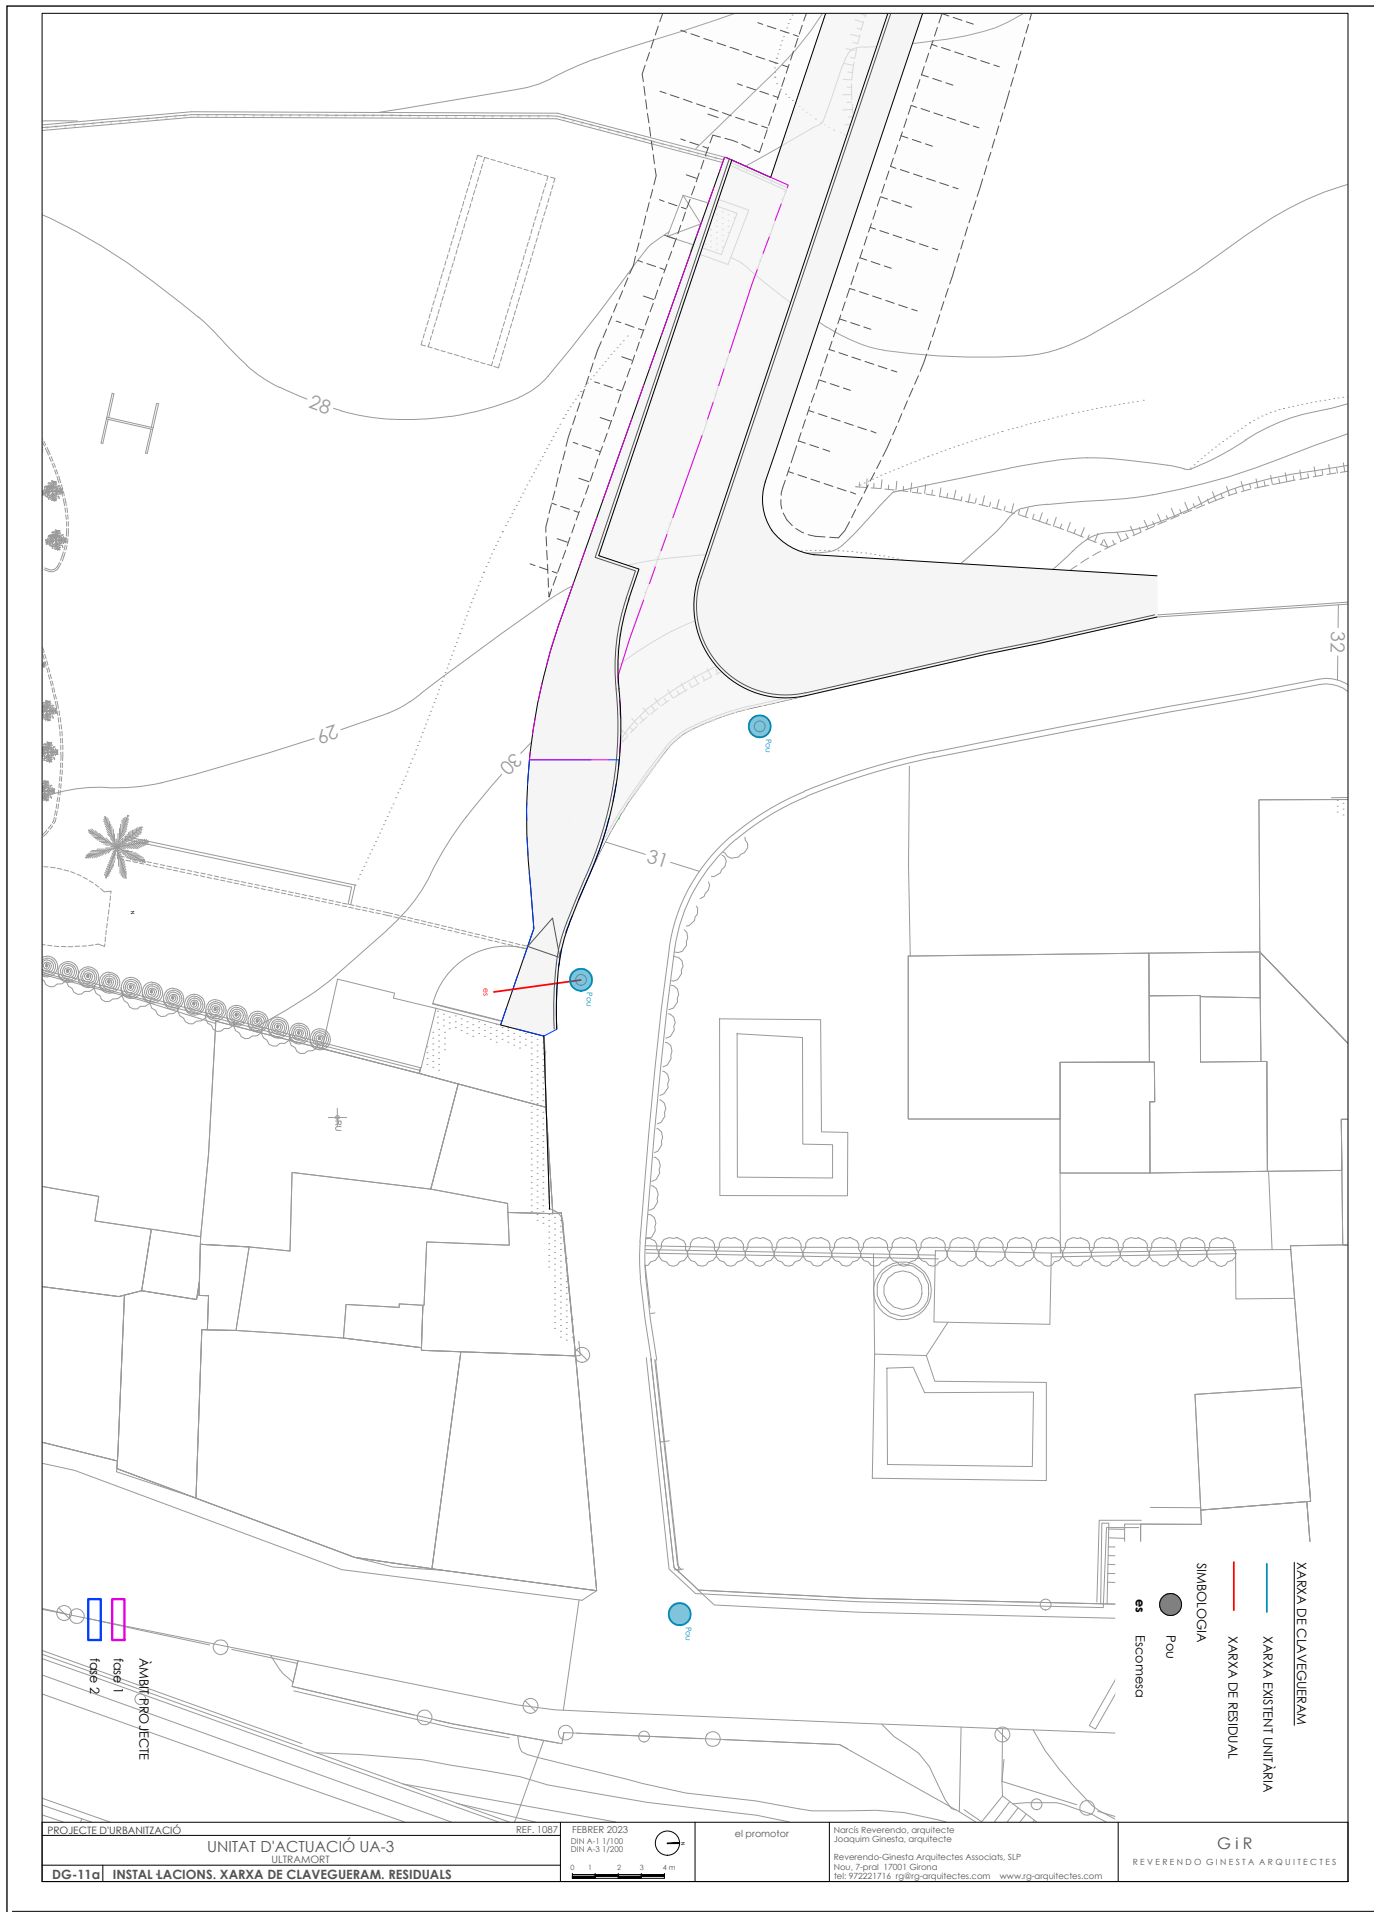 28
29
30
31
32
Pou
Pou
Pou
es
N
XARXA DE CLAVEGUERAM
XARXA EXISTENT UNITÀRIA
XARXA DE RESIDUAL
SIMBOLOGIA
Pou
es Escomesa
ÀMBIT PROJECTE
fase 1
fase 2
PROJECTE D'URBANITZACIÓ REF. 1087
UNITAT D'ACTUACIÓ UA-3
ULTRAMORT
DG-11a INSTAL·LACIONS. XARXA DE CLAVEGUERAM. RESIDUALS
FEBRER 2023
DIN A-1 1/100
DIN A-3 1/200
N
0 1 2 3 4 m
el promotor
Narcís Reverendo, arquitecte
Joaquim Ginesta, arquitecte
Reverendo-Ginesta Arquitectes Associats, SLP
Nou, 7-pral 17001 Girona
tel: 972221716 rg@rg-arquitectes.com www.rg-arquitectes.com
GiR
REVERENDO GINESTA ARQUITECTES